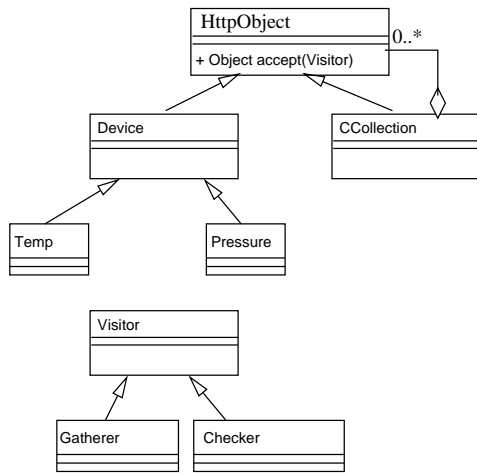 HttpObject
0..*
+ Object accept(Visitor)
Device
CCollection
Temp
Pressure
Visitor
Gatherer
Checker